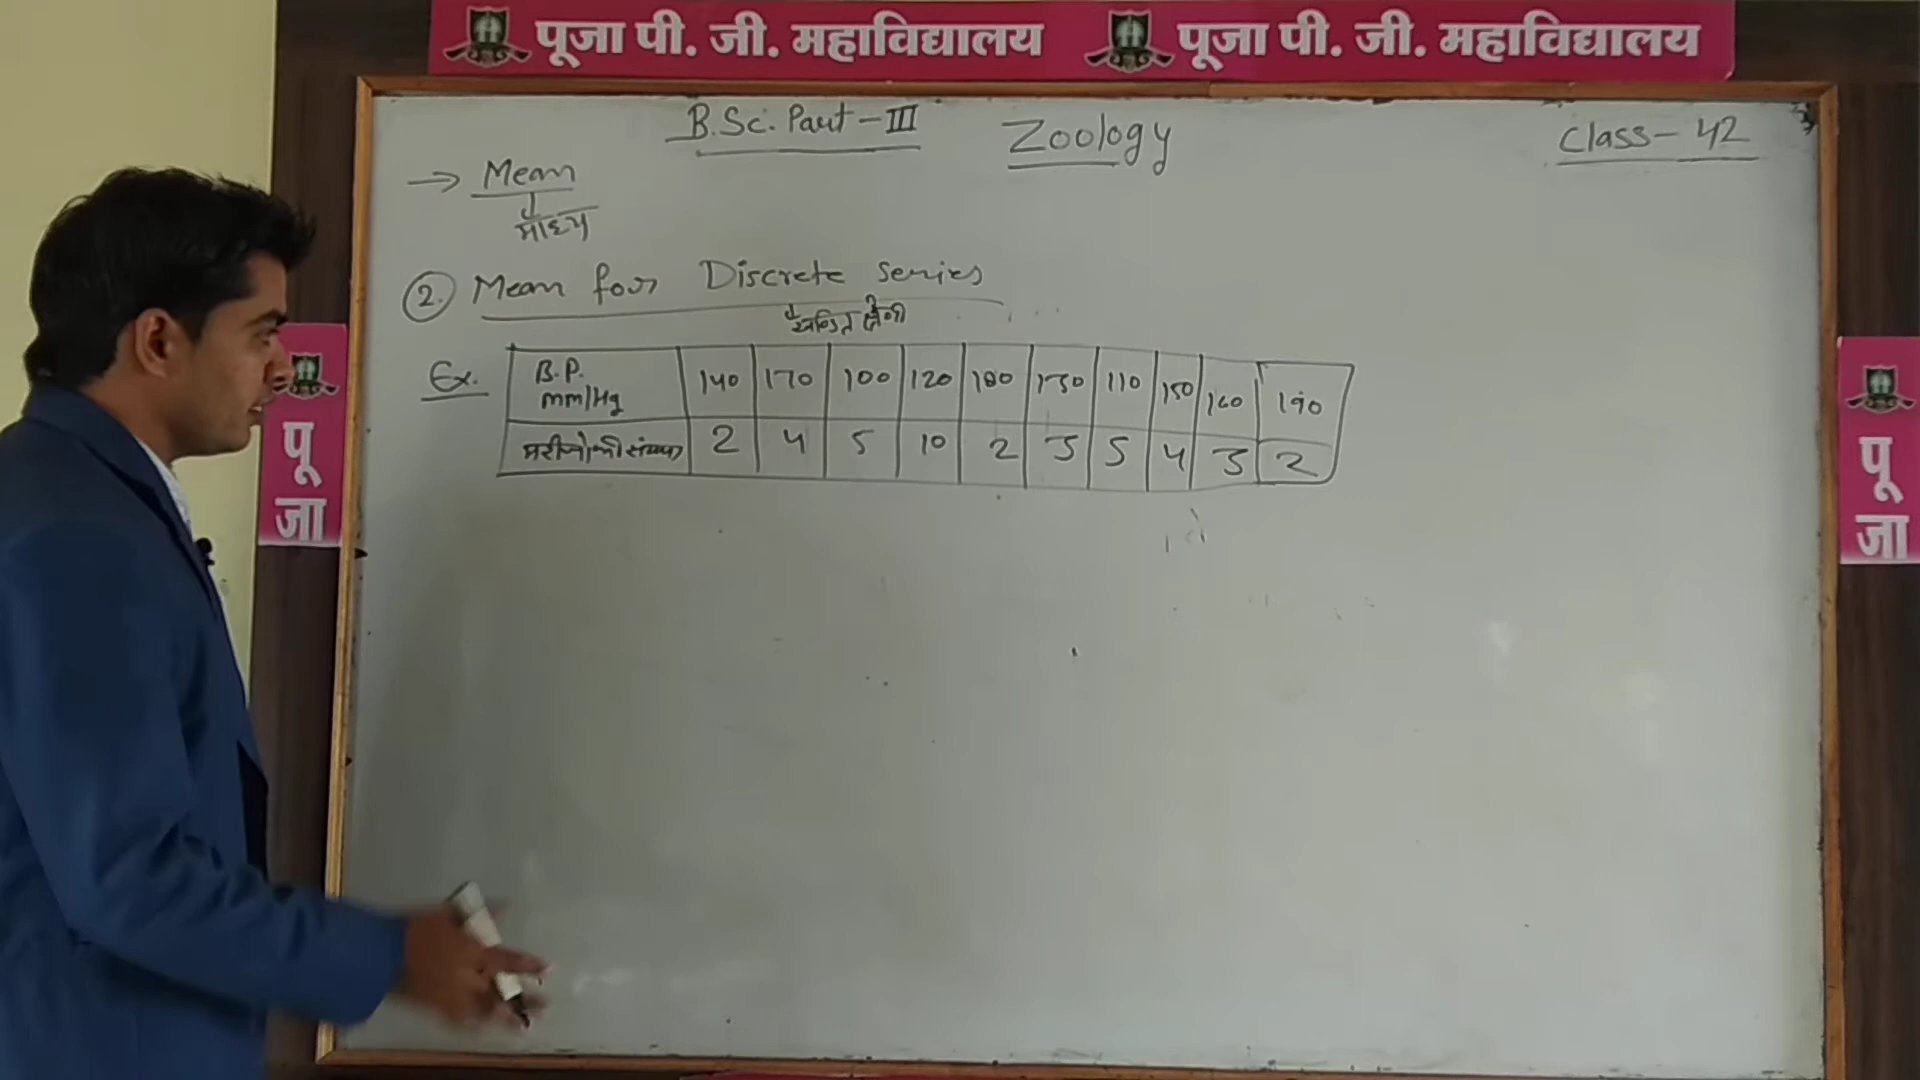 पूजा पी. जी. महाविद्यालय पूजा पी. जी. महाविद्यालय
B.Sc. Part-III Zoology Class-42
→ Mean
माध्य
2. Mean for Discrete series
खण्डित श्रेणी
Ex. B.P. mm/Hg 140 170 100 120 180 130 110 150 160 190
मरीजो की संख्या 2 4 5 10 2 3 5 4 3 2
पूजा
पूजा